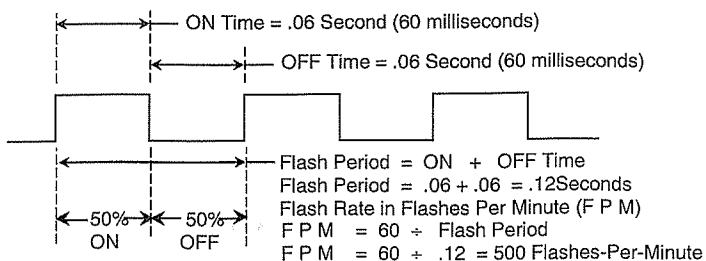 ON Time = .06 Second (60 milliseconds)
OFF Time = .06 Second (60 milliseconds)
Flash Period = ON + OFF Time
Flash Period = .06 + .06 = .12Seconds
50% ON
50% OFF
Flash Rate in Flashes Per Minute (F P M)
F P M = 60 ÷ Flash Period
F P M = 60 ÷ .12 = 500 Flashes-Per-Minute